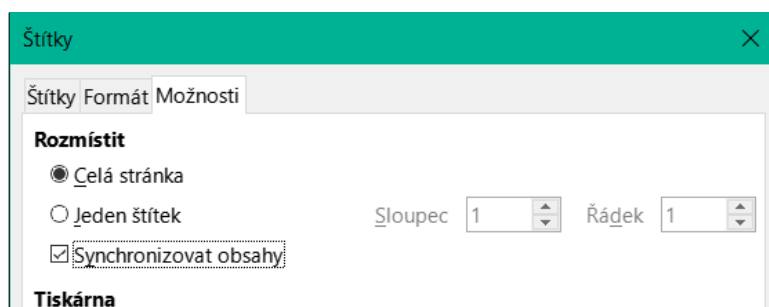 Štítky
Štítky Formát Možnosti
Rozmístit
Celá stránka
Jeden štítek Sloupec 1 Řádek 1
Synchronizovat obsahy
Tiskárna